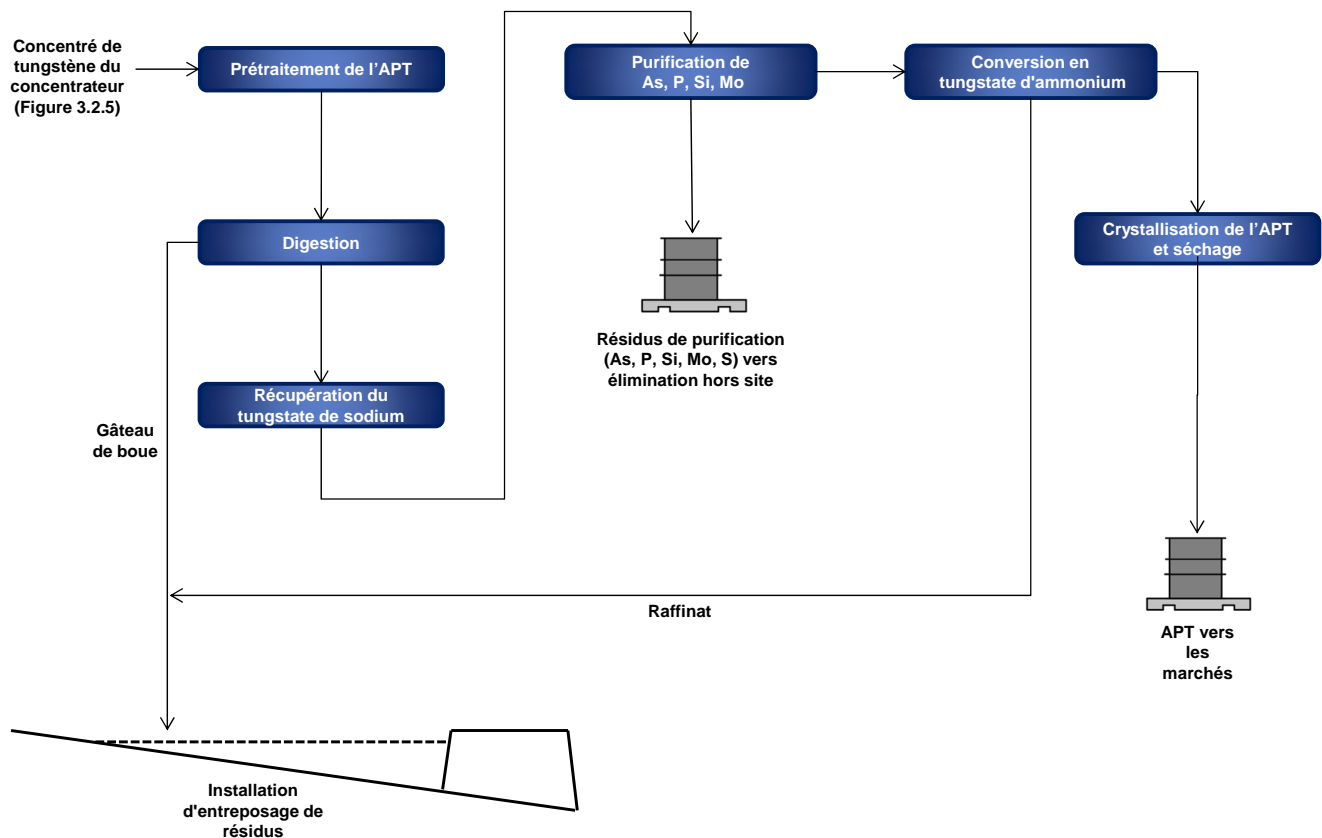 Concentré de
tungstène du
concentrateur
(Figure 3.2.5)
Prétraitement de l'APT
Purification de
As, P, Si, Mo
Conversion en
tungstate d'ammonium
Digestion
Crystallisation de l'APT
et séchage
Résidus de purification
(As, P, Si, Mo, S) vers
élimination hors site
Récupération du
tungstate de sodium
Gâteau
de boue
Raffinat
APT vers
les
marchés
Installation
d'entreposage de
résidus